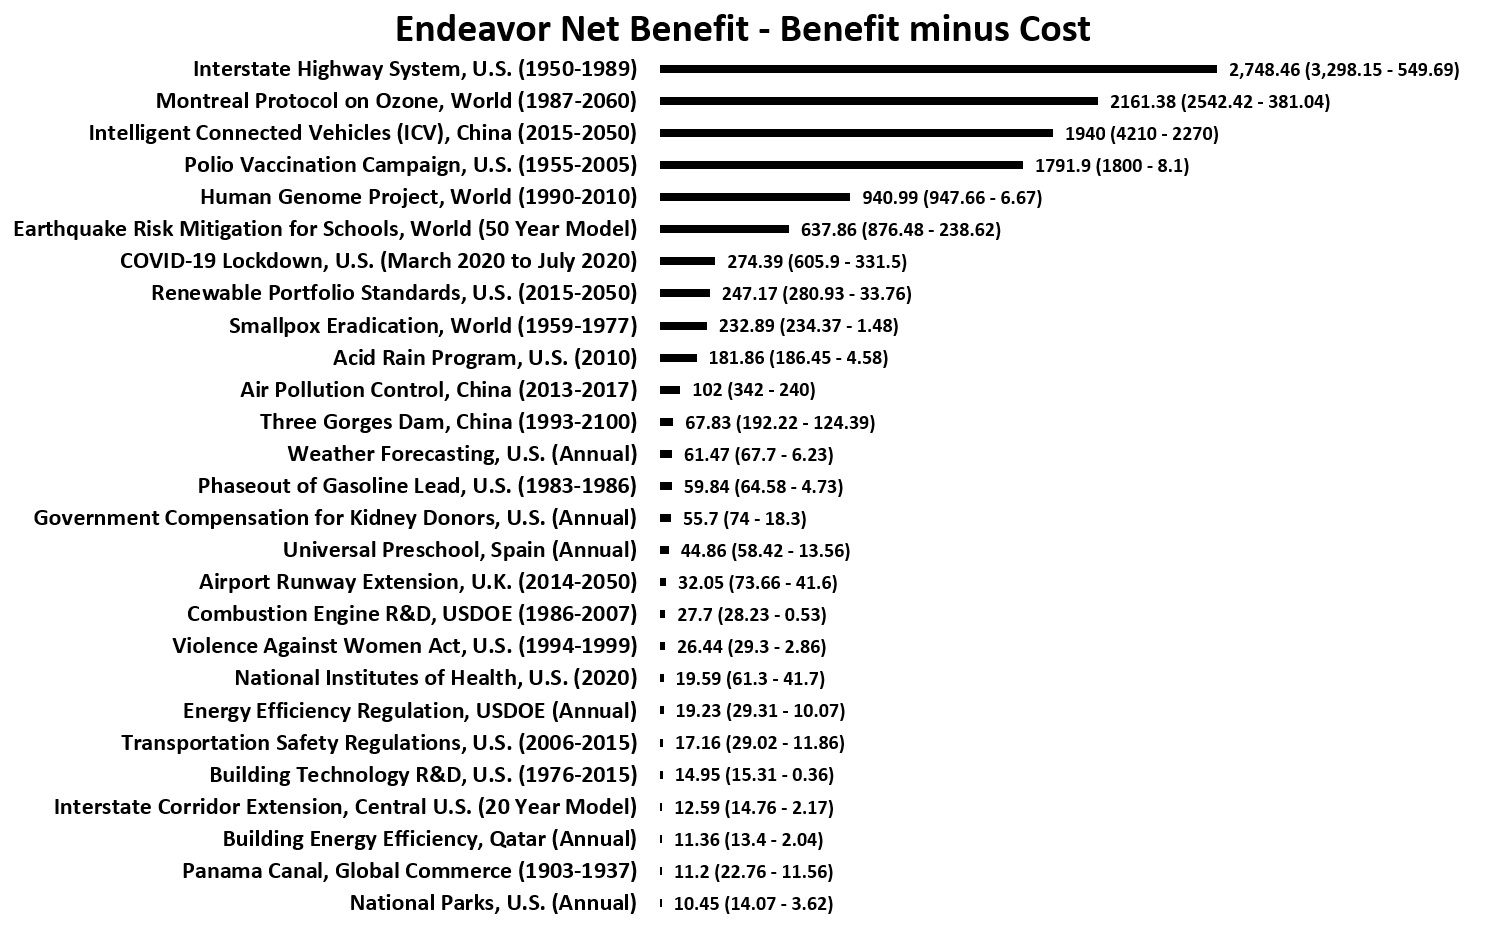 Endeavor Net Benefit - Benefit minus Cost
Interstate Highway System, U.S. (1950-1989) 2,748.46 (3,298.15 - 549.69)
Montreal Protocol on Ozone, World (1987-2060) 2161.38 (2542.42 - 381.04)
Intelligent Connected Vehicles (ICV), China (2015-2050) 1940 (4210 - 2270)
Polio Vaccination Campaign, U.S. (1955-2005) 1791.9 (1800 - 8.1)
Human Genome Project, World (1990-2010) 940.99 (947.66 - 6.67)
Earthquake Risk Mitigation for Schools, World (50 Year Model) 637.86 (876.48 - 238.62)
COVID-19 Lockdown, U.S. (March 2020 to July 2020) 274.39 (605.9 - 331.5)
Renewable Portfolio Standards, U.S. (2015-2050) 247.17 (280.93 - 33.76)
Smallpox Eradication, World (1959-1977) 232.89 (234.37 - 1.48)
Acid Rain Program, U.S. (2010) 181.86 (186.45 - 4.58)
Air Pollution Control, China (2013-2017) 102 (342 - 240)
Three Gorges Dam, China (1993-2100) 67.83 (192.22 - 124.39)
Weather Forecasting, U.S. (Annual) 61.47 (67.7 - 6.23)
Phaseout of Gasoline Lead, U.S. (1983-1986) 59.84 (64.58 - 4.73)
Government Compensation for Kidney Donors, U.S. (Annual) 55.7 (74 - 18.3)
Universal Preschool, Spain (Annual) 44.86 (58.42 - 13.56)
Airport Runway Extension, U.K. (2014-2050) 32.05 (73.66 - 41.6)
Combustion Engine R&D, USDOE (1986-2007) 27.7 (28.23 - 0.53)
Violence Against Women Act, U.S. (1994-1999) 26.44 (29.3 - 2.86)
National Institutes of Health, U.S. (2020) 19.59 (61.3 - 41.7)
Energy Efficiency Regulation, USDOE (Annual) 19.23 (29.31 - 10.07)
Transportation Safety Regulations, U.S. (2006-2015) 17.16 (29.02 - 11.86)
Building Technology R&D, U.S. (1976-2015) 14.95 (15.31 - 0.36)
Interstate Corridor Extension, Central U.S. (20 Year Model) 12.59 (14.76 - 2.17)
Building Energy Efficiency, Qatar (Annual) 11.36 (13.4 - 2.04)
Panama Canal, Global Commerce (1903-1937) 11.2 (22.76 - 11.56)
National Parks, U.S. (Annual) 10.45 (14.07 - 3.62)